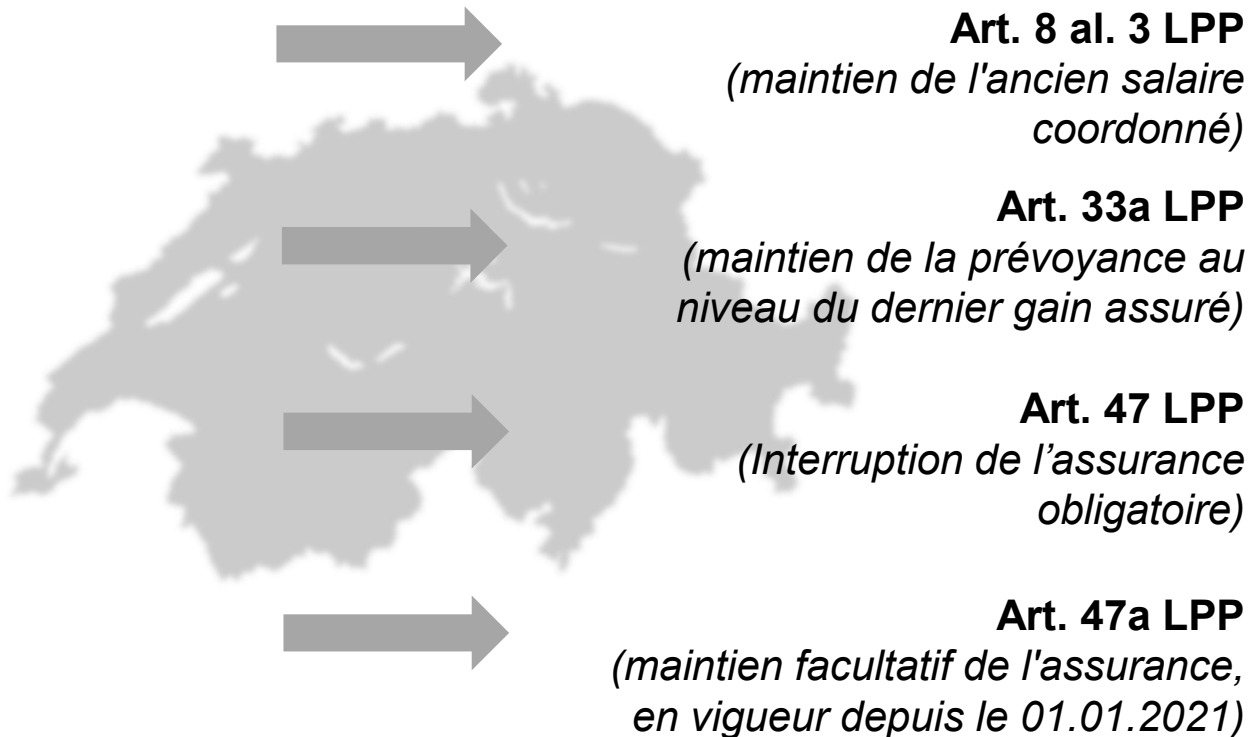 Art. 8 al. 3 LPP
(maintien de l'ancien salaire
coordonné)
Art. 33a LPP
(maintien de la prévoyance au
niveau du dernier gain assuré)
Art. 47 LPP
(Interruption de l’assurance
obligatoire)
Art. 47a LPP
(maintien facultatif de l'assurance,
en vigueur depuis le 01.01.2021)